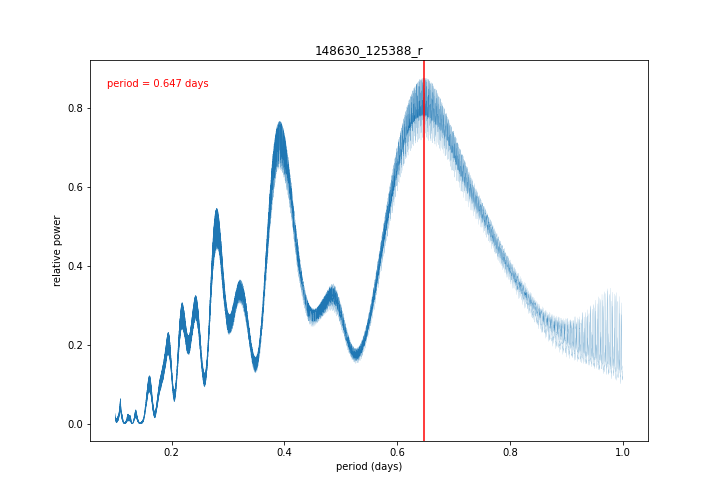 148630_125388_r
period = 0.647 days
relative power
0.8
0.6
0.4
0.2
0.0
0.2 0.4 0.6 0.8 1.0
period (days)